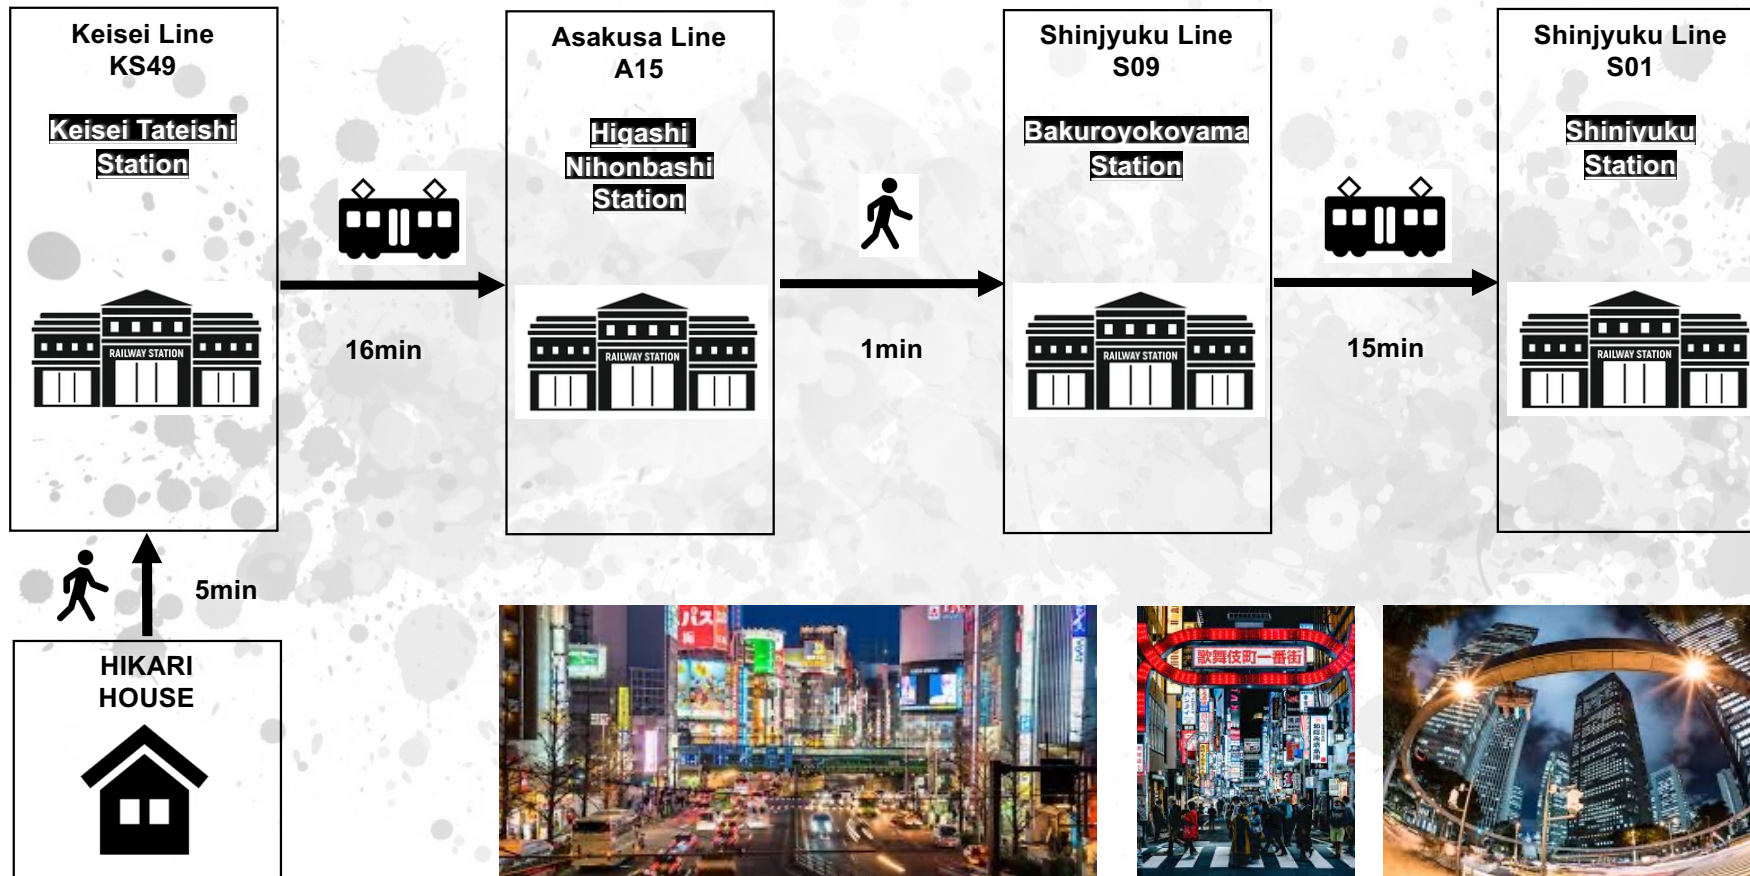 Keisei Line
KS49
Keisei Tateishi
Station
RAILWAY STATION
16min
Asakusa Line
A15
Higashi
Nihonbashi
Station
RAILWAY STATION
1min
Shinjyuku Line
S09
Bakuroyokoyama
Station
RAILWAY STATION
15min
Shinjyuku Line
S01
Shinjyuku
Station
RAILWAY STATION
5min
HIKARI
HOUSE
パス
歌舞伎町一番街